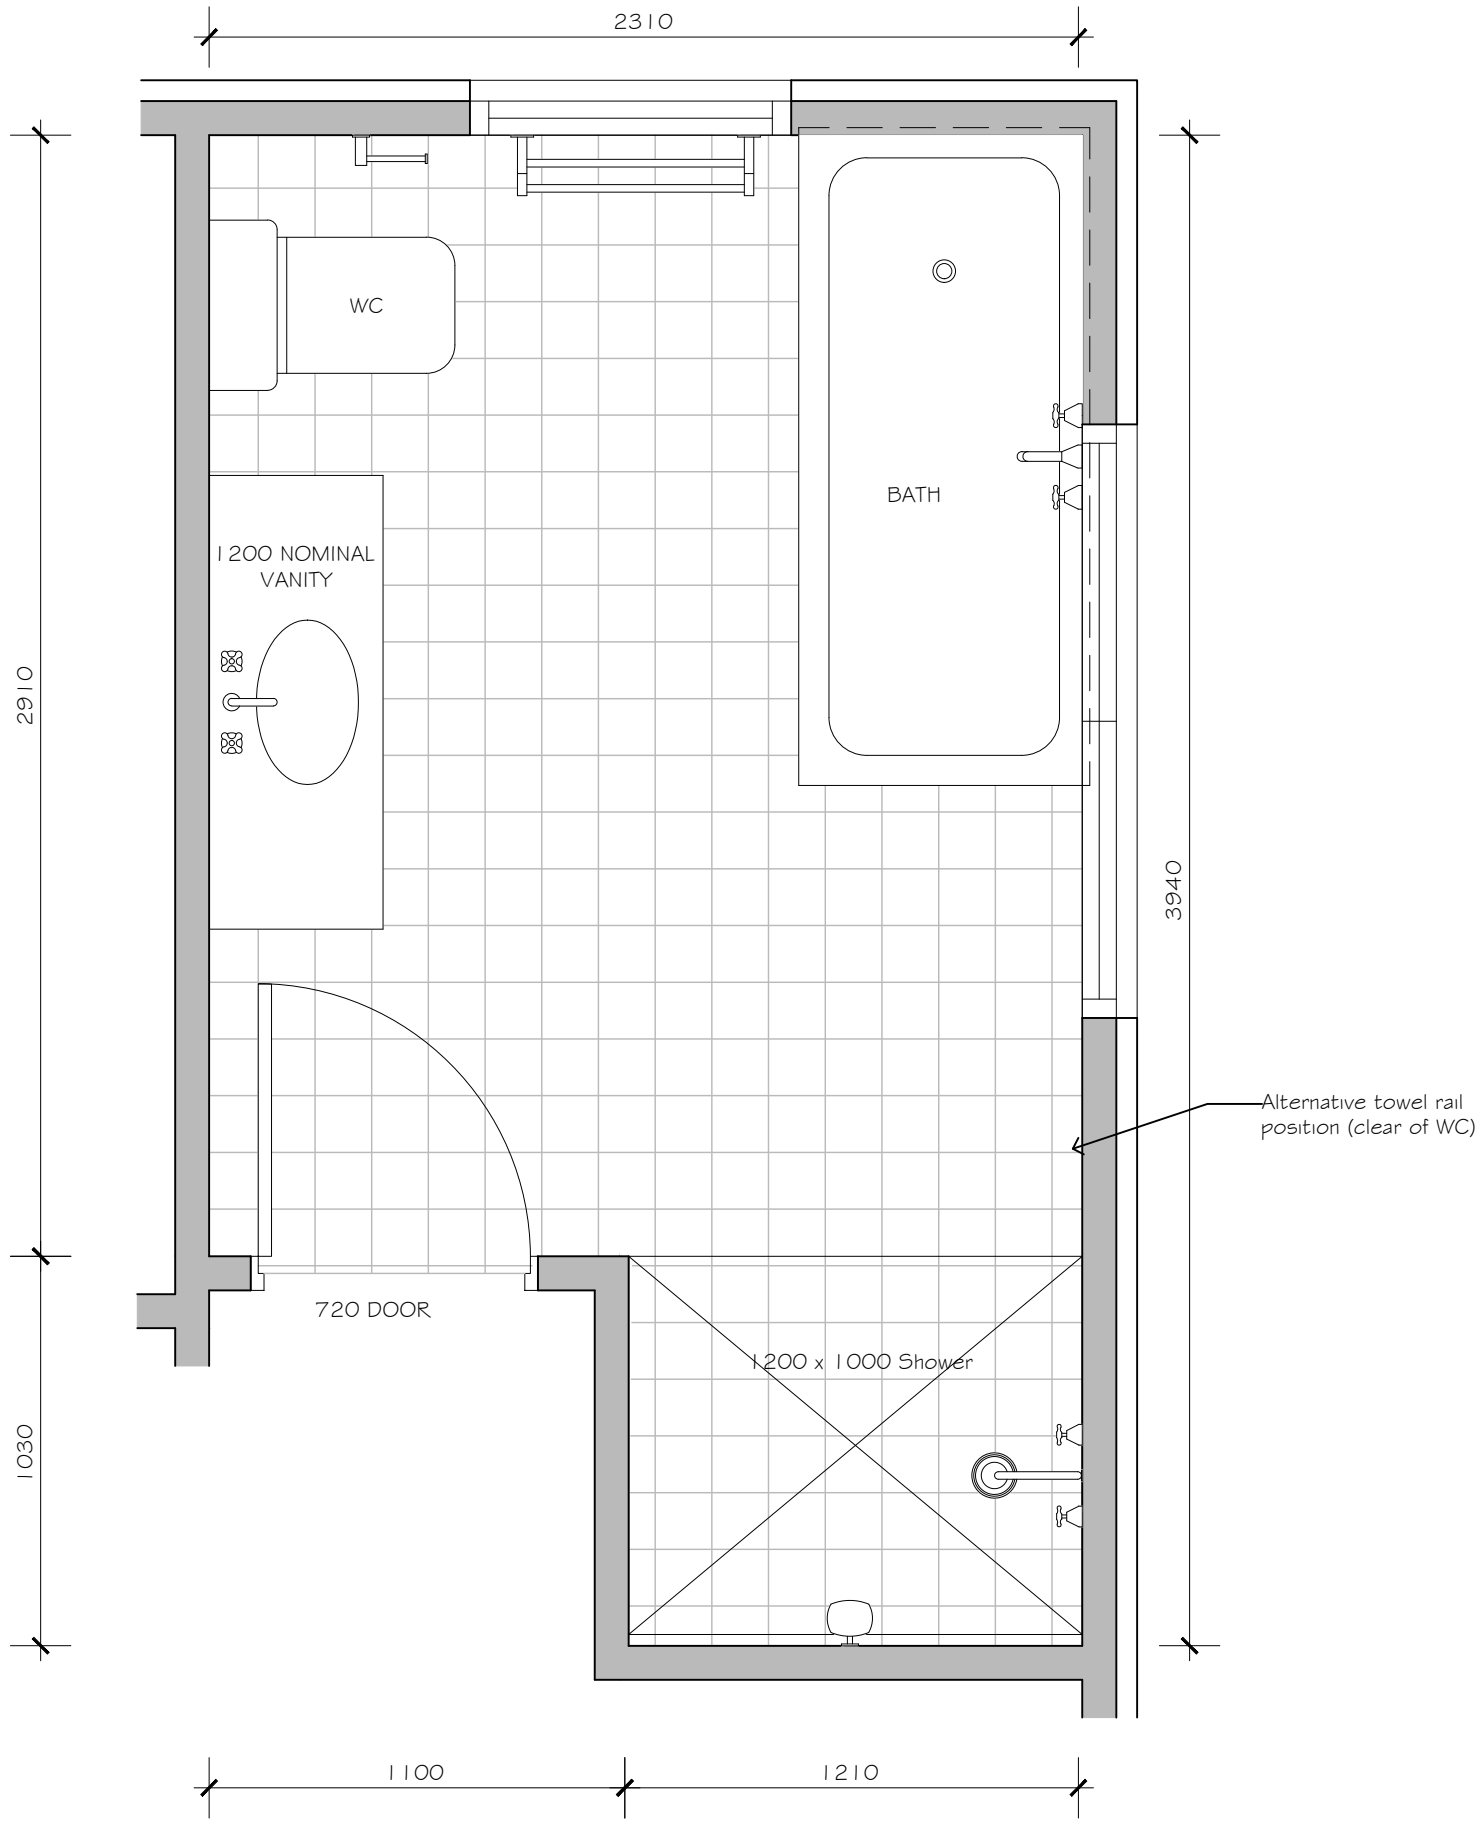 2310
WC
BATH
1200 NOMINAL
VANITY
2910
3940
Alternative towel rail
position (clear of WC)
720 DOOR
1200 x 1000 Shower
1030
1100
1210